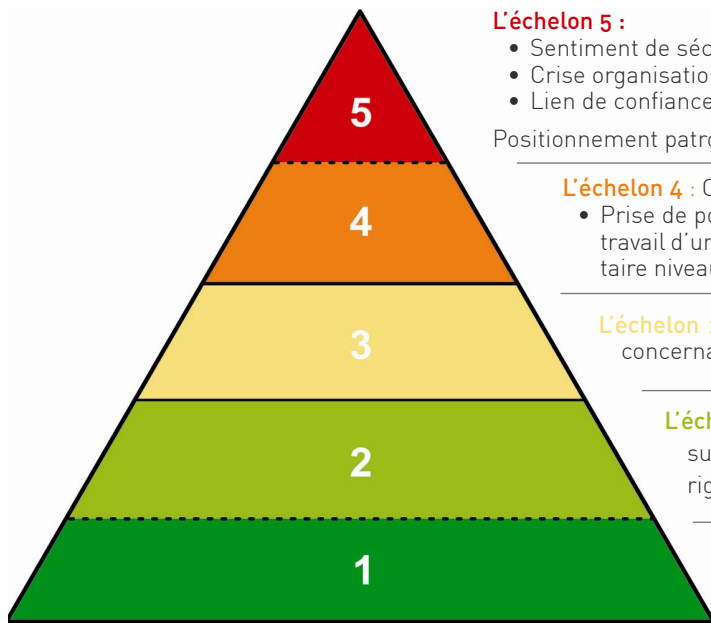 L'échelon 5 :
• Sentiment de séc
• Crise organisatio
• Lien de confiance
Positionnement patro
5
L'échelon 4 : C
• Prise de po
travail d'un
taire niveau
4
L'échelon :
concerna
3
L'éch
su
rig
2
1